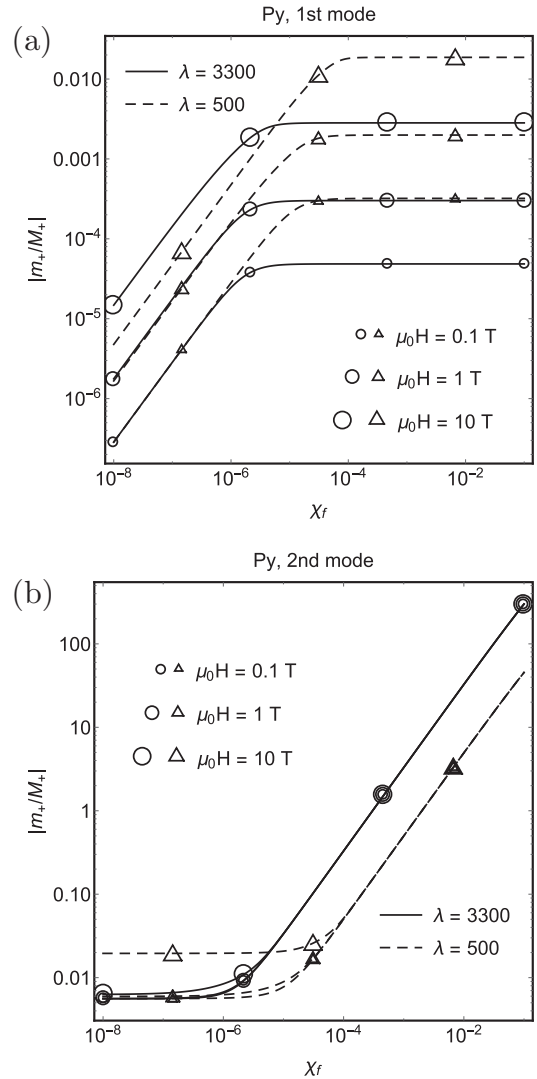 Py, 1st mode
(a)
λ = 3300
λ = 500
0.010
0.001
10⁻⁴
10⁻⁵
10⁻⁶
|m₊/M₊|
μ₀H = 0.1 T
μ₀H = 1 T
μ₀H = 10 T
10⁻⁸ 10⁻⁶ 10⁻⁴ 10⁻²
χf
Py, 2nd mode
(b)
100
10
1
0.10
0.01
|m₊/M₊|
μ₀H = 0.1 T
μ₀H = 1 T
μ₀H = 10 T
λ = 3300
λ = 500
10⁻⁸ 10⁻⁶ 10⁻⁴ 10⁻²
χf